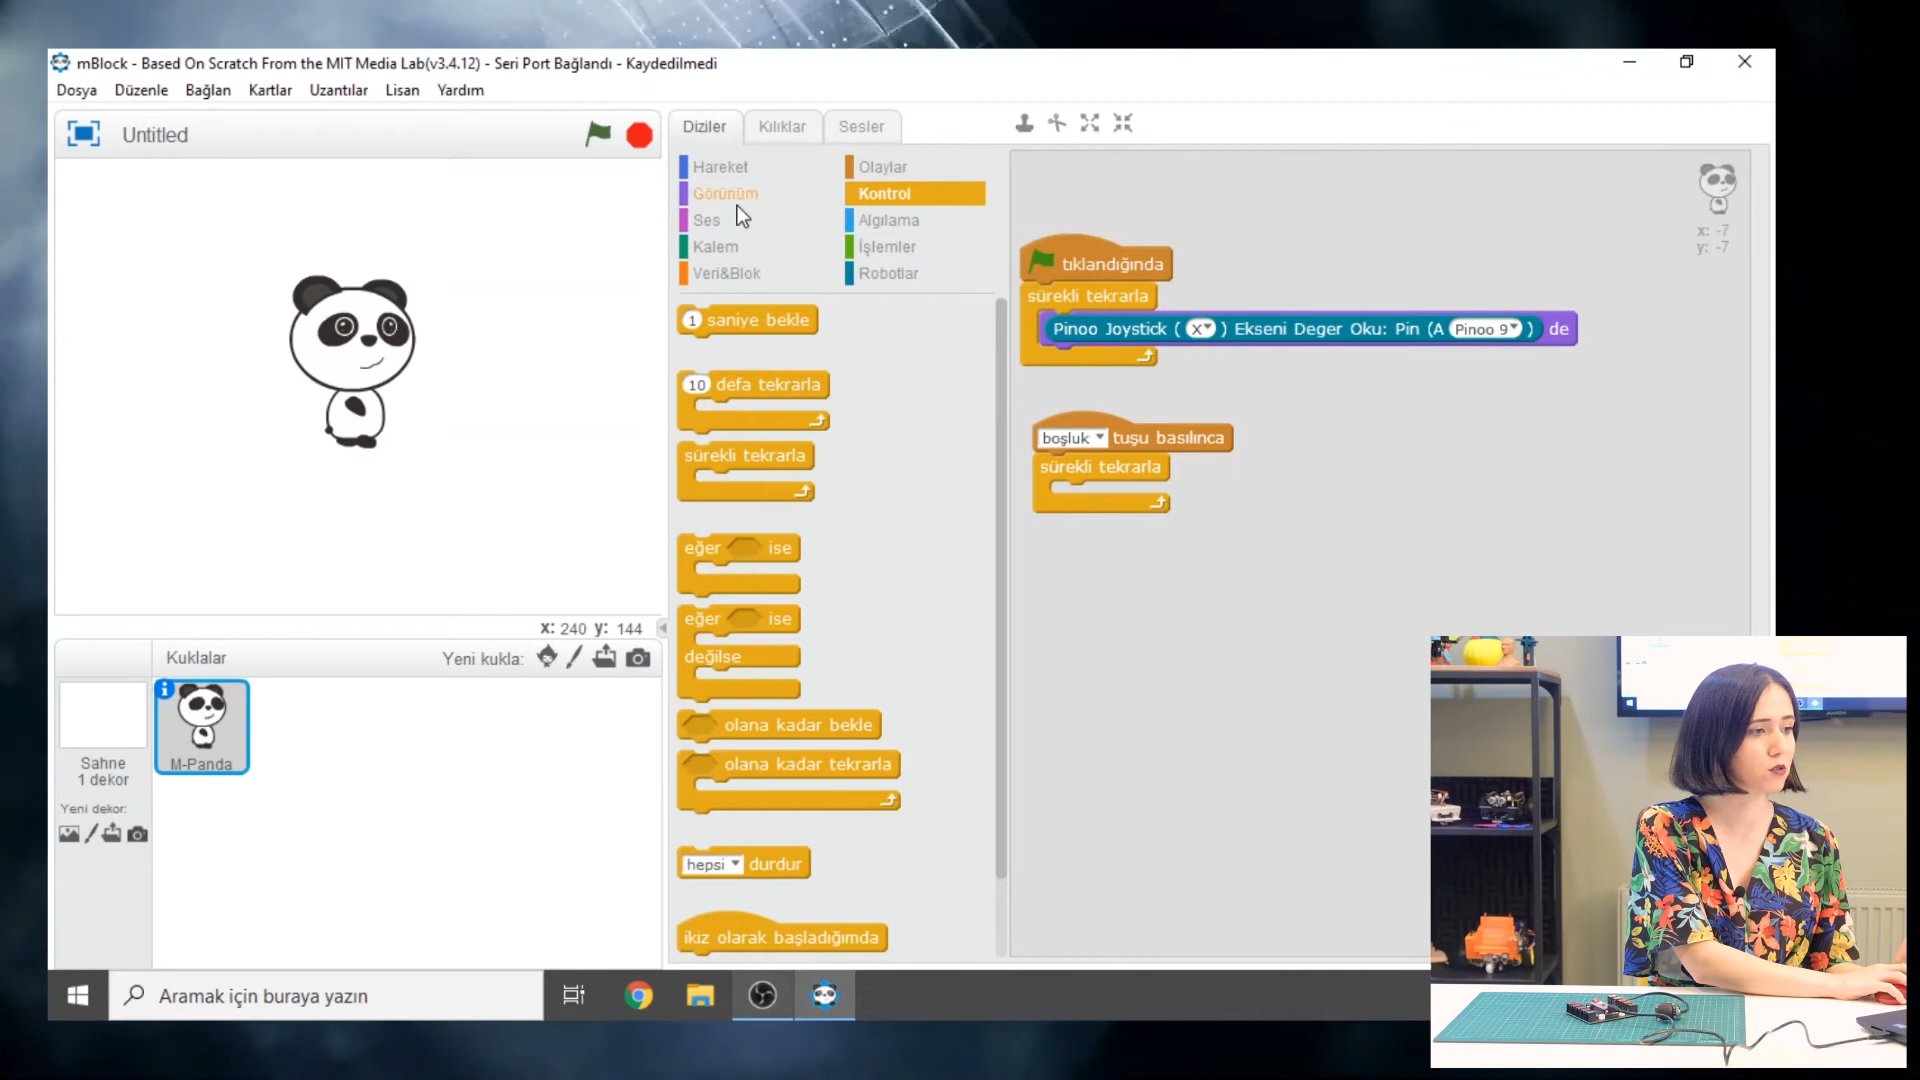 mBlock - Based On Scratch From the MIT Media Lab(v3.4.12) - Seri Port Bağlandı - Kaydedilmedi
Dosya Düzenle Bağlan Kartlar Uzantılar Lisan Yardım
Untitled
x: 240 y: 144
Kuklalar Yeni kukla:
Sahne
1 dekor
Yeni dekor:
M-Panda
Diziler Kılıklar Sesler
Hareket Olaylar
Görünüm Kontrol
Ses Algılama
Kalem İşlemler
Veri&Blok Robotlar
1 saniye bekle
10 defa tekrarla
sürekli tekrarla
eğer ise
eğer ise
değilse
olana kadar bekle
olana kadar tekrarla
hepsi durdur
ikiz olarak başladığımda
x: -7
y: -7
tıklandığında
sürekli tekrarla
Pinoo Joystick ( X ) Ekseni Deger Oku: Pin (A Pinoo 9 ) de
boşluk tuşu basılınca
sürekli tekrarla
Aramak için buraya yazın